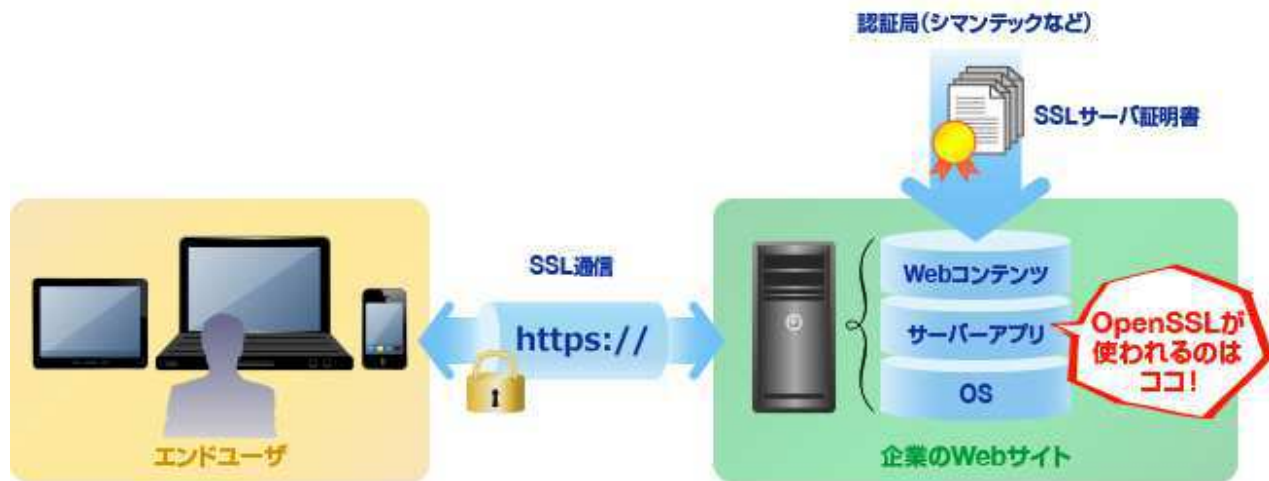 認証局(シマンテックなど)
SSLサーバ証明書
SSL通信
https://
Webコンテンツ
サーバーアプリ
OS
OpenSSLが
使われるのは
ココ!
エンドユーザ
企業のWebサイト